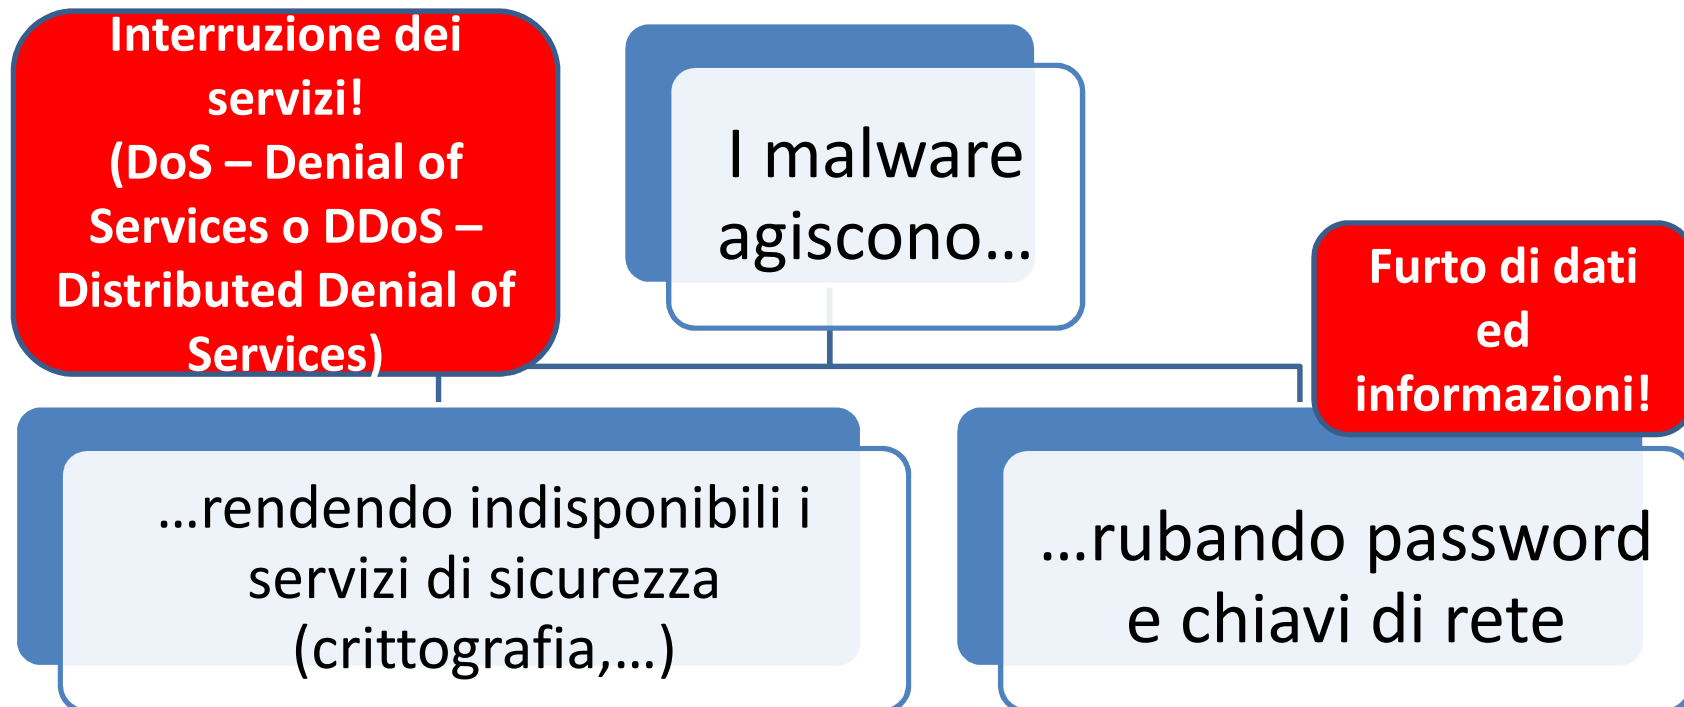 Interruzione dei
servizi!
(DoS – Denial of
Services o DDoS –
Distributed Denial of
Services)
I malware
agiscono…
Furto di dati
ed
informazioni!
…rendendo indisponibili i
servizi di sicurezza
(crittografia,…)
…rubando password
e chiavi di rete